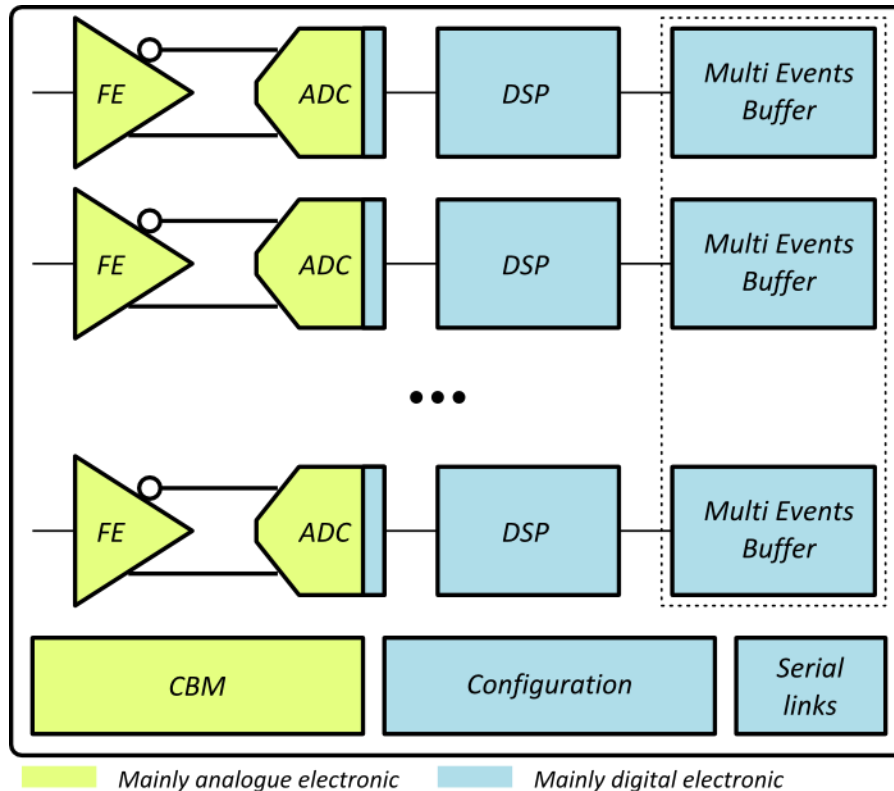 FE
ADC
DSP
Multi Events
Buffer
FE
ADC
DSP
Multi Events
Buffer
FE
ADC
DSP
Multi Events
Buffer
CBM
Configuration
Serial
links
Mainly analogue electronic
Mainly digital electronic